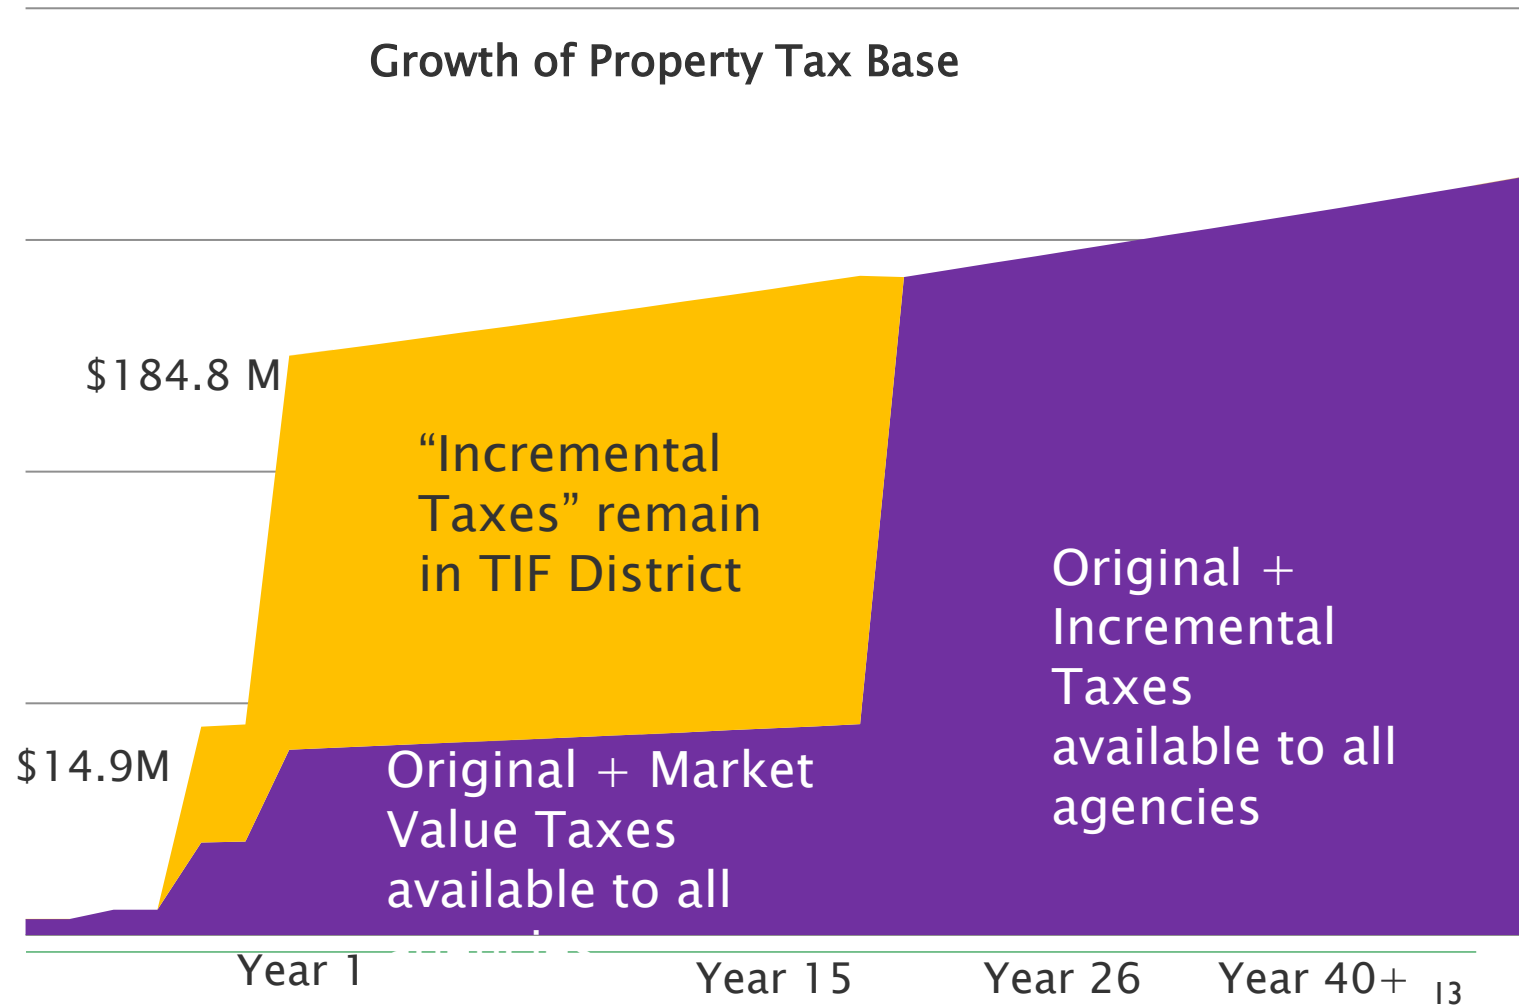 Growth of Property Tax Base
$184.8 M
“Incremental
Taxes” remain
in TIF District
Original +
Incremental
Taxes
available to all
agencies
$14.9M
Original + Market
Value Taxes
available to all
Year 1
Year 15
Year 26
Year 40+
13